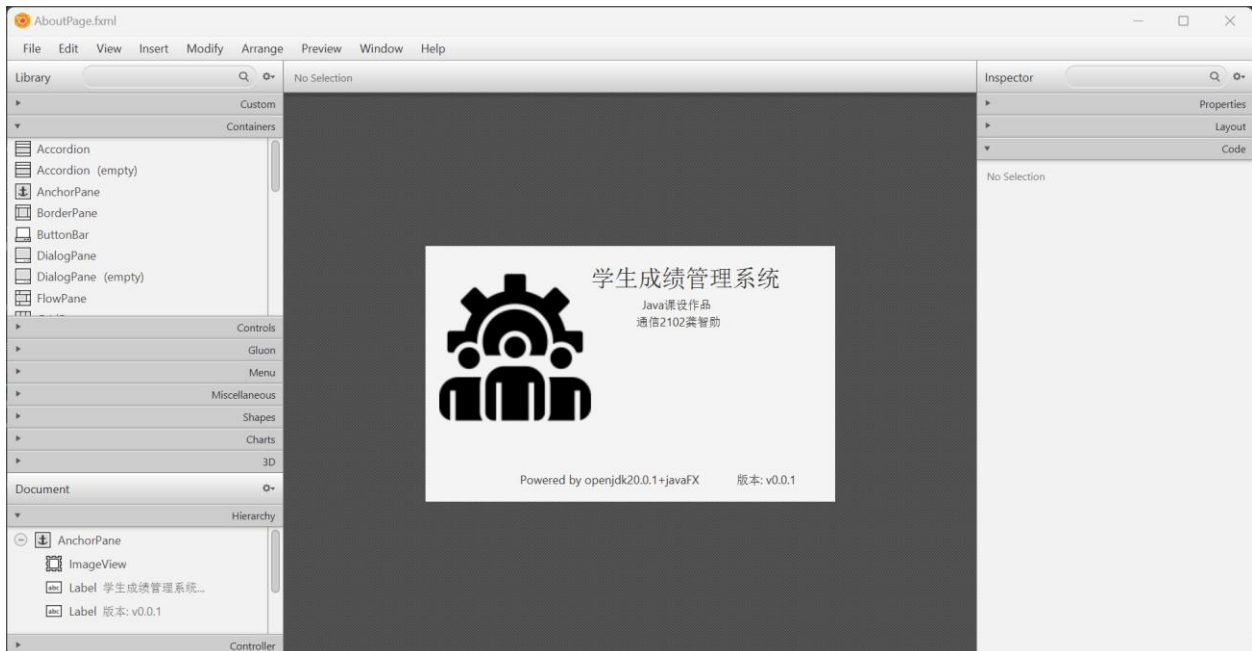 AboutPage.fxml
File Edit View Insert Modify Arrange Preview Window Help
Library
No Selection
Inspector
Custom
Containers
Accordion
Accordion (empty)
AnchorPane
BorderPane
ButtonBar
DialogPane
DialogPane (empty)
FlowPane
Controls
Gluon
Menu
Miscellaneous
Shapes
Charts
3D
Document
Hierarchy
AnchorPane
ImageView
abc Label 学生成绩管理系统...
abc Label 版本: v0.0.1
Controller
学生成绩管理系统
Java课设作品
通信2102龚智勋
Powered by openjdk20.0.1+javaFX 版本: v0.0.1
Properties
Layout
Code
No Selection